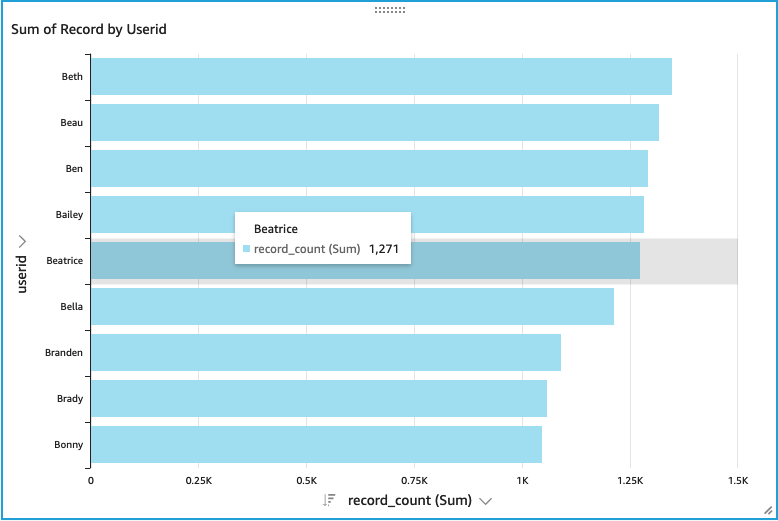 Sum of Record by Userid
Beth
Beau
Ben
Bailey
Beatrice
record_count (Sum) 1,271
userid
Beatrice
Bella
Branden
Brady
Bonny
0 0.25K 0.5K 0.75K 1K 1.25K 1.5K
record_count (Sum)